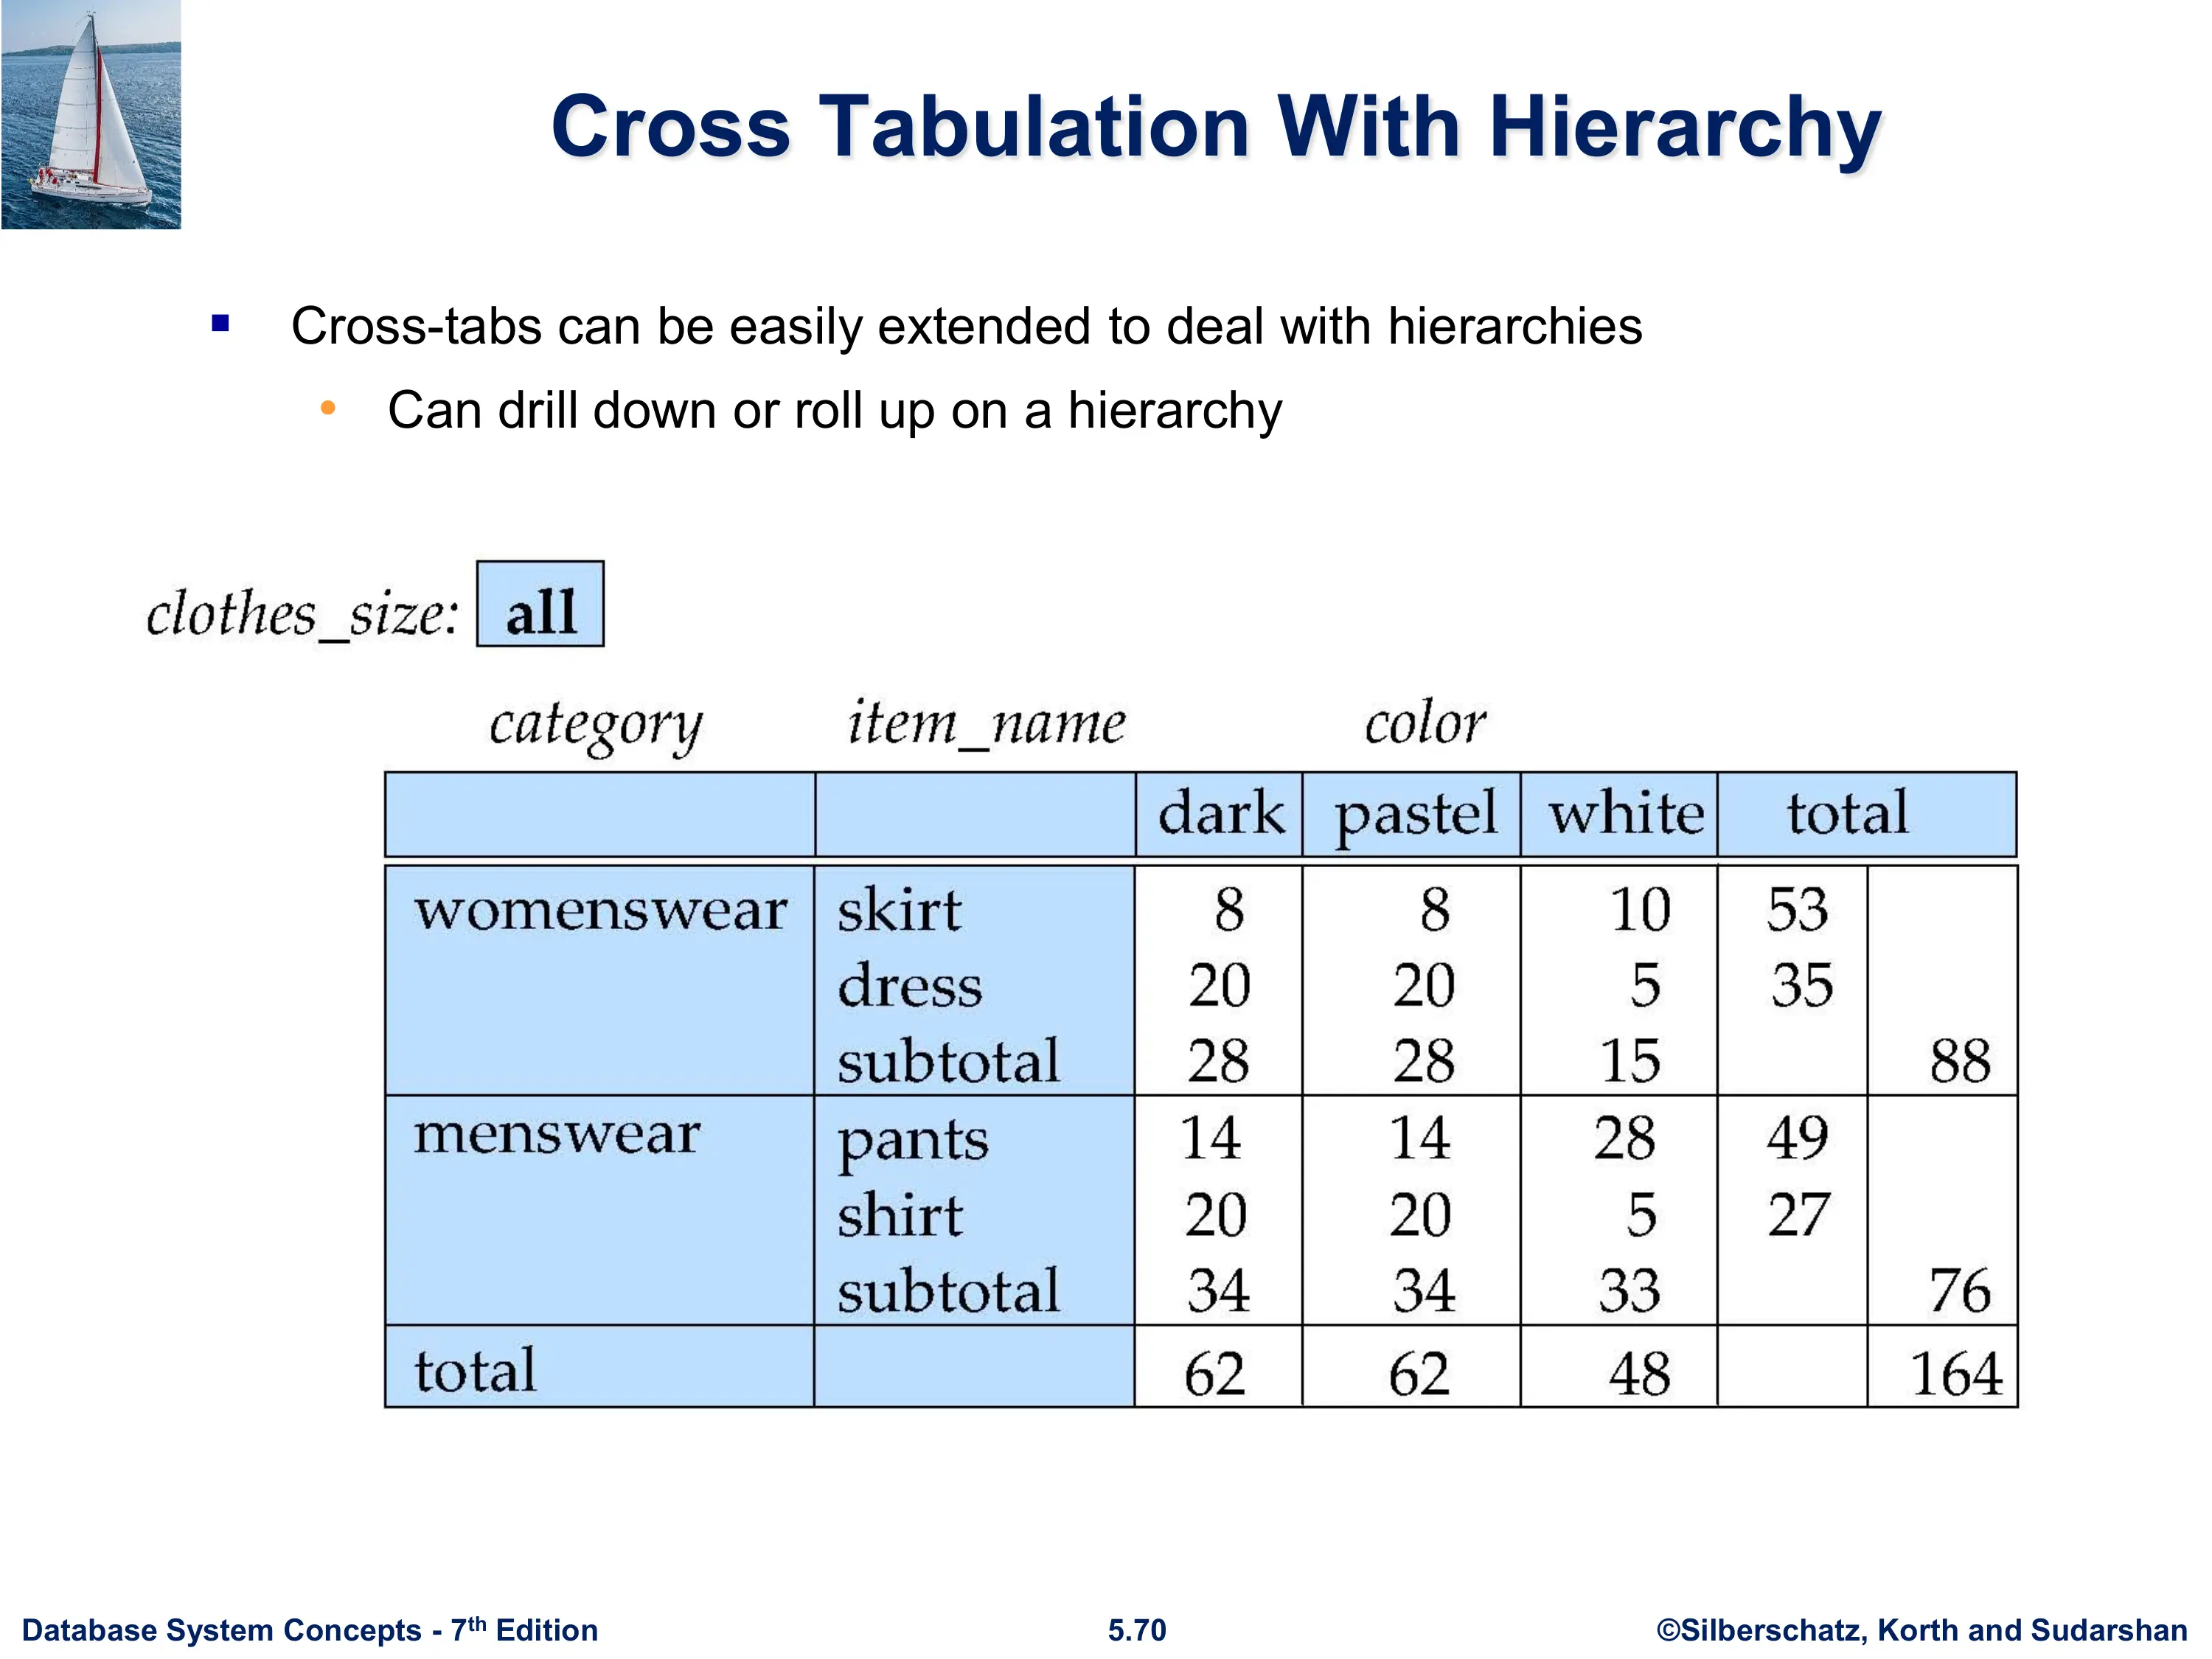 Cross Tabulation With Hierarchy
Cross-tabs can be easily extended to deal with hierarchies
Can drill down or roll up on a hierarchy
clothes_size: all
category item_name color
dark pastel white total
womenswear skirt 8 8 10 53
dress 20 20 5 35
subtotal 28 28 15 88
menswear pants 14 14 28 49
shirt 20 20 5 27
subtotal 34 34 33 76
total 62 62 48 164
Database System Concepts - 7th Edition 5.70 ©Silberschatz, Korth and Sudarshan